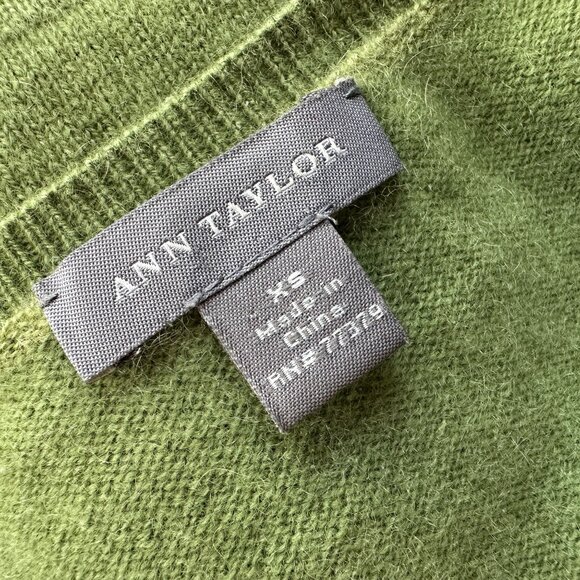 ANN TAYLOR
XS
Made in
China
RN# 77379